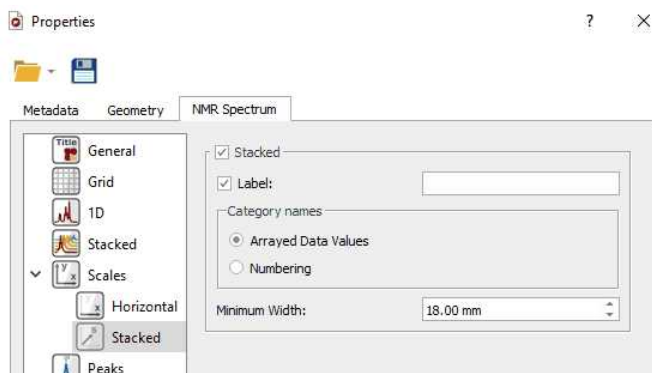 Properties
?
Metadata Geometry NMR Spectrum
Title
General
Grid
1D
Stacked
y x
Scales
x
Horizontal
Stacked
Peaks
Stacked
Label:
Category names
Arrayed Data Values
Numbering
Minimum Width: 18.00 mm